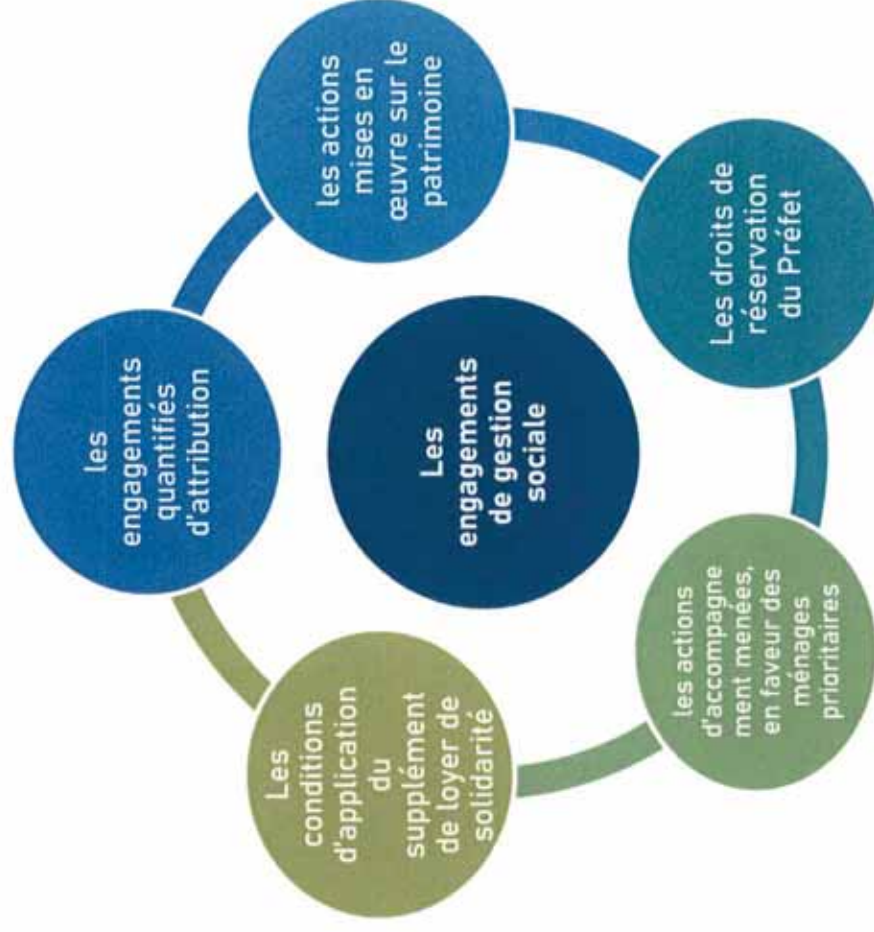 Les
engagements
de gestion
sociale
les
engagements
quantifiés
d'attribution
les actions
mises en
œuvre sur le
patrimoine
Les droits de
réservation
du Préfet
les actions
d'accompagne
ment menées,
en faveur des
ménages
prioritaires
Les
conditions
d'application
du
supplément
de loyer de
solidarité